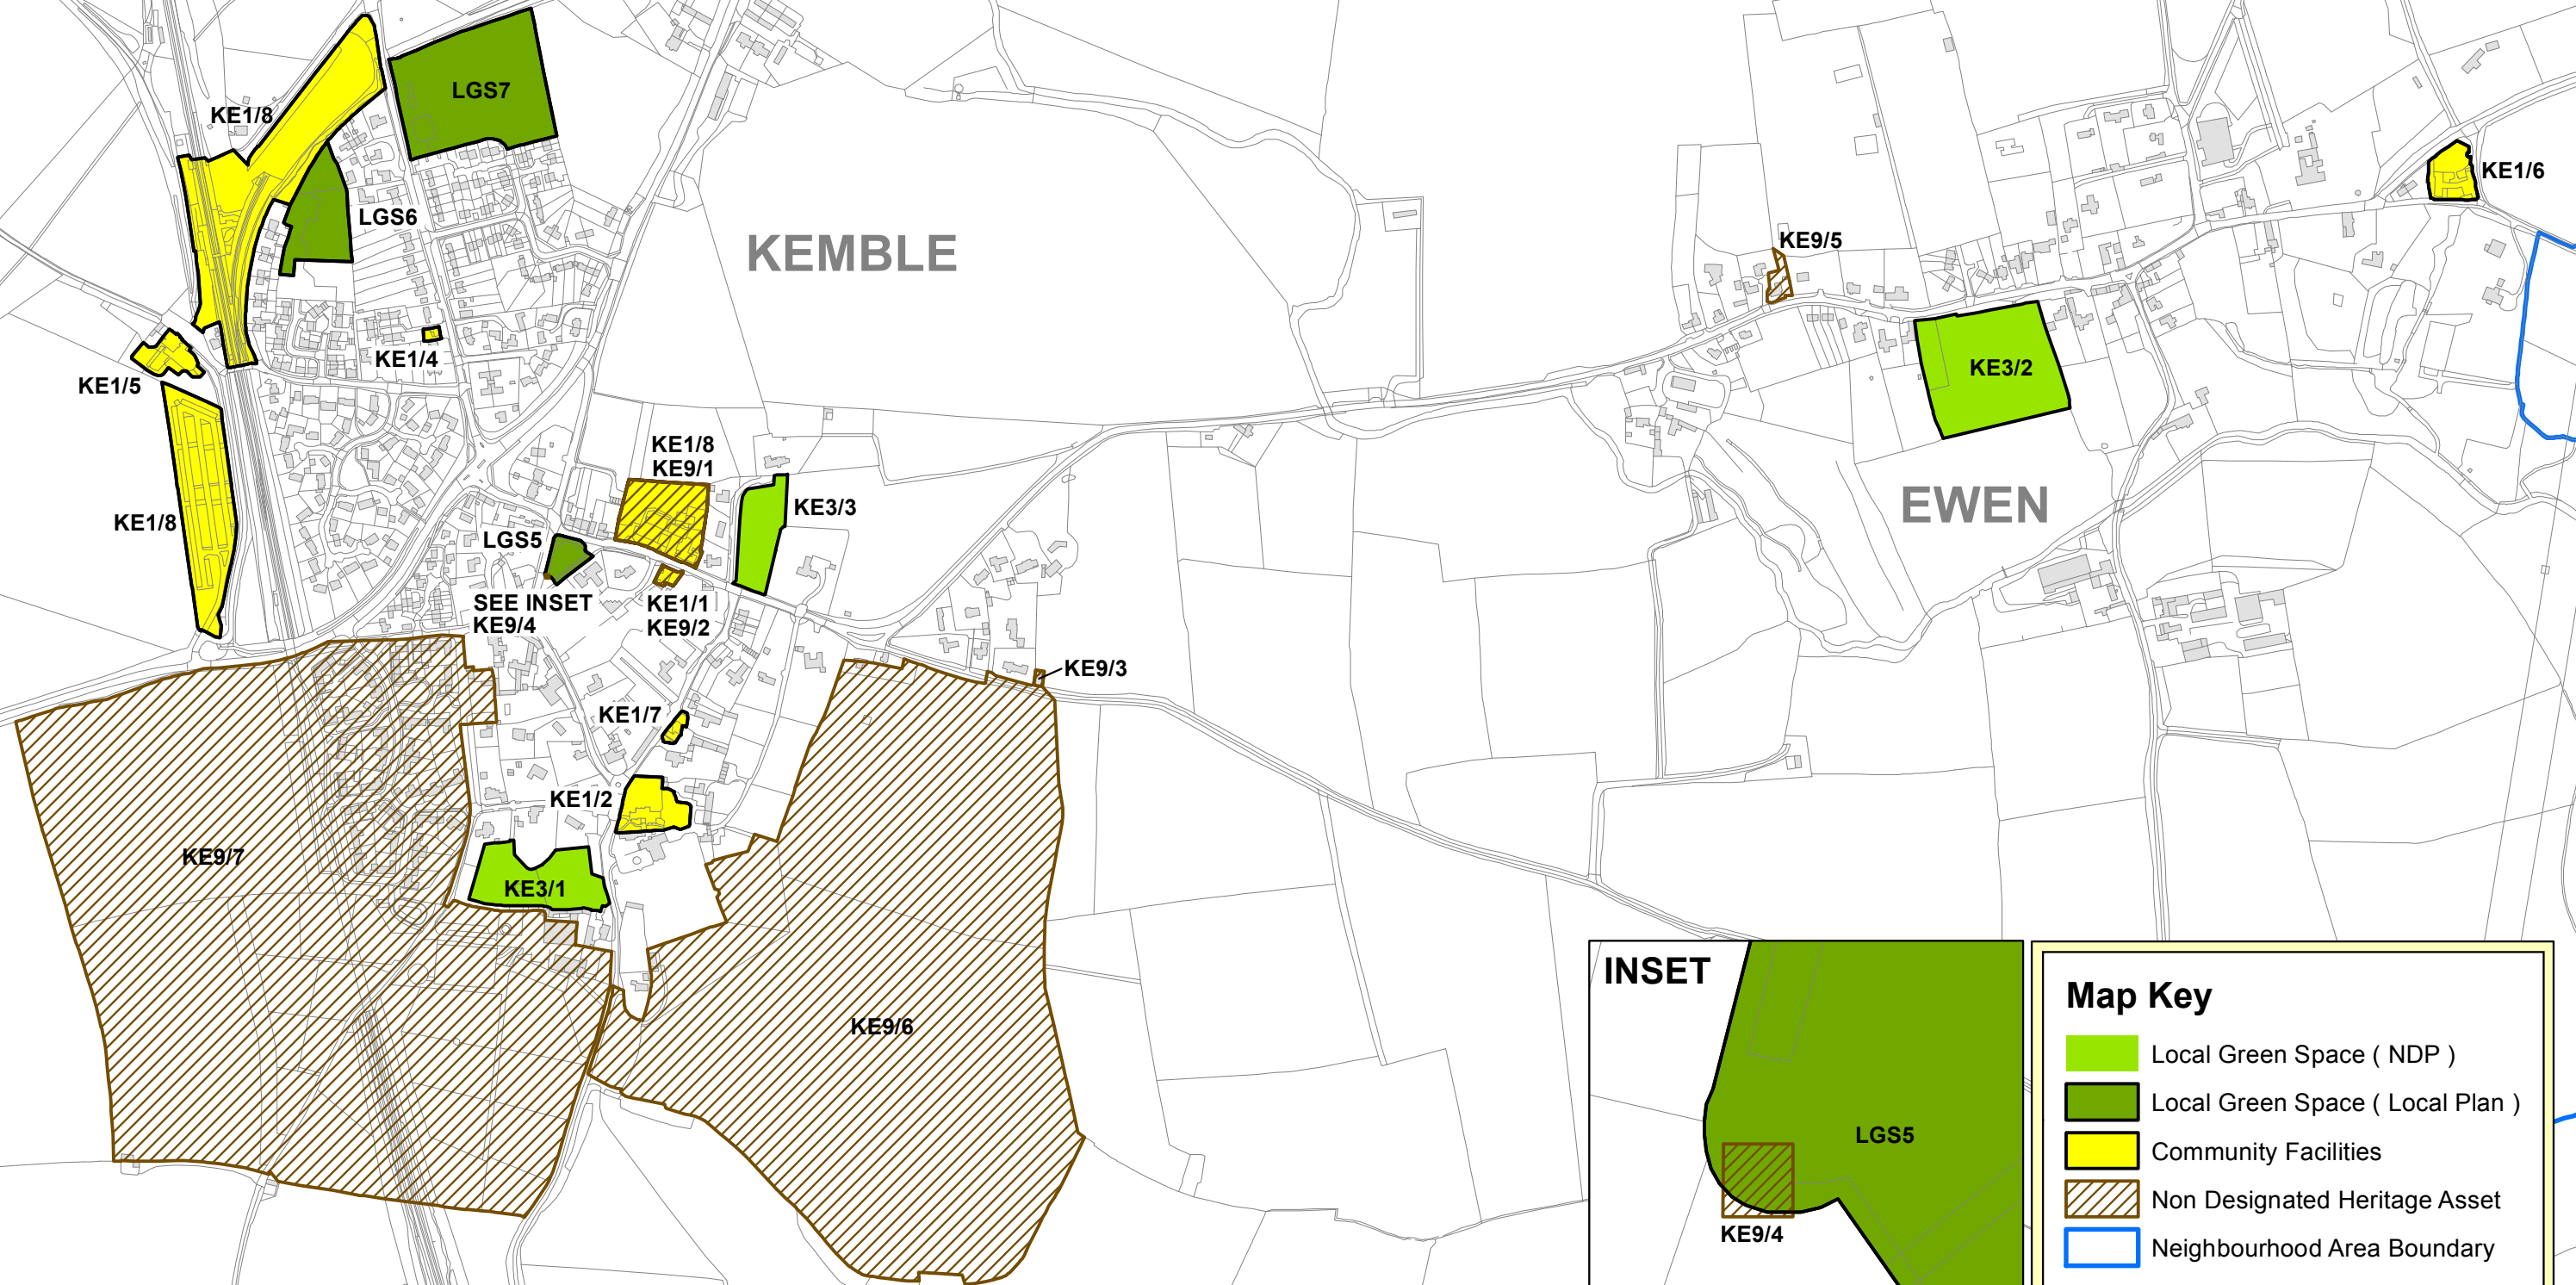 LGS7
KE1/8
KE1/6
LGS6
KEMBLE
KE9/5
KE1/4
KE3/2
KE1/5
KE1/8
KE9/1
KE3/3
EWEN
KE1/8
LGS5
SEE INSET
KE9/4
KE1/1
KE9/2
KE9/3
KE1/7
KE1/2
KE9/7
KE3/1
KE9/6
INSET
LGS5
KE9/4
Map Key
Local Green Space ( NDP )
Local Green Space ( Local Plan )
Community Facilities
Non Designated Heritage Asset
Neighbourhood Area Boundary